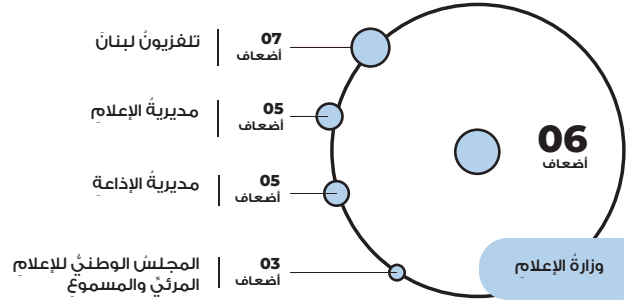 06
أضعاف
وزارةُ الإعلامِ
07
أضعاف
تلفزيونُ لبنانَ
05
أضعاف
مديريةُ الإعلامِ
05
أضعاف
مديريةُ الإذاعةِ
03
أضعاف
المجلسُ الوطنيُّ للإعلامِ
المرئيِّ والمسموعِ